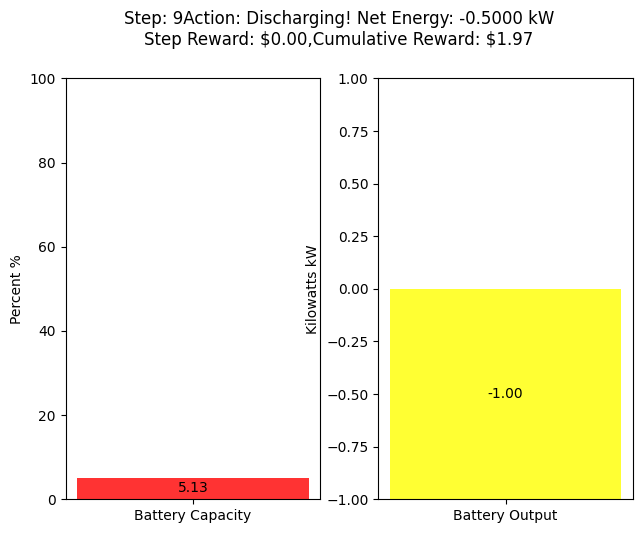 Step: 9Action: Discharging! Net Energy: -0.5000 kW
Step Reward: $0.00,Cumulative Reward: $1.97
100
80
60
40
20
0
Percent %
5.13
Battery Capacity
1.00
0.75
0.50
0.25
0.00
−0.25
−0.50
−0.75
−1.00
Kilowatts kW
-1.00
Battery Output